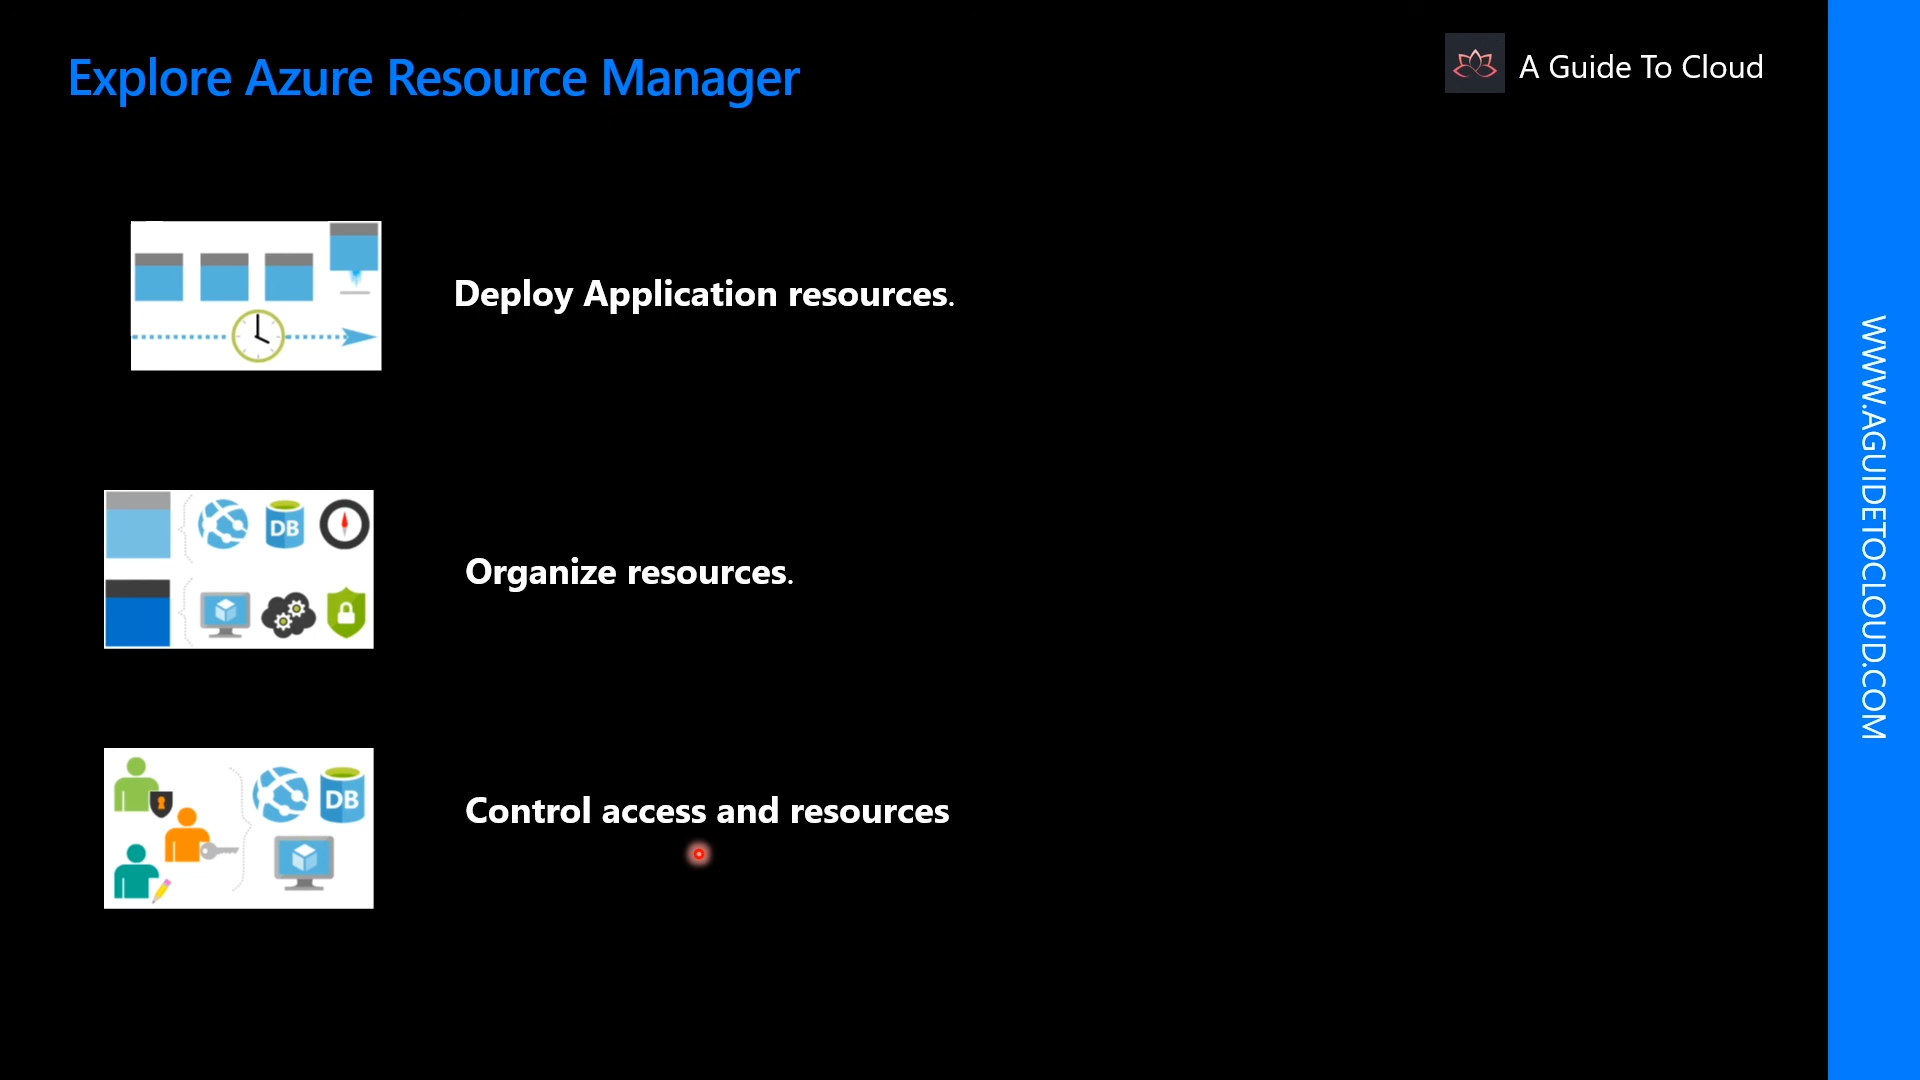 Explore Azure Resource Manager
A Guide To Cloud
Deploy Application resources.
DB
Organize resources.
DB
Control access and resources
WWW.AGUIDETOCLOUD.COM